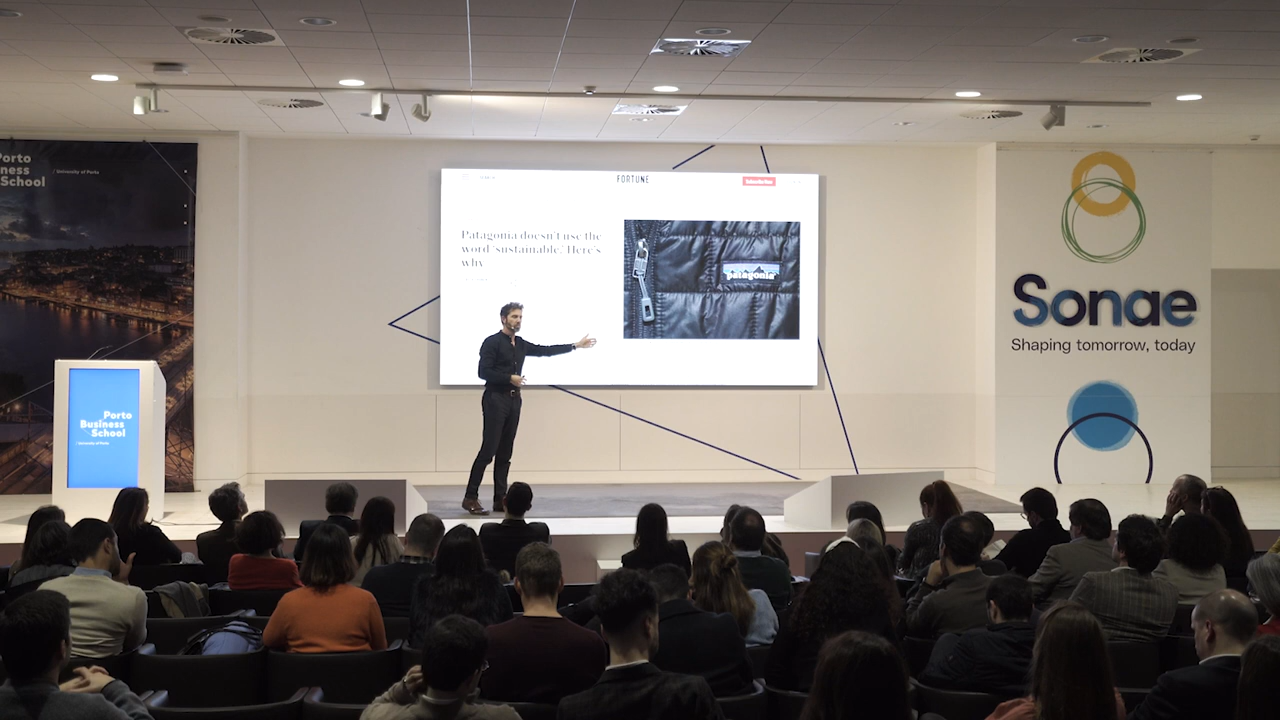 Porto
Business
School
/ University of Porto
FORTUNE
Patagonia doesn't use the
word 'sustainable.' Here's
why
patagonia
Sonae
Shaping tomorrow, today
Porto
Business
School
/ University of Porto